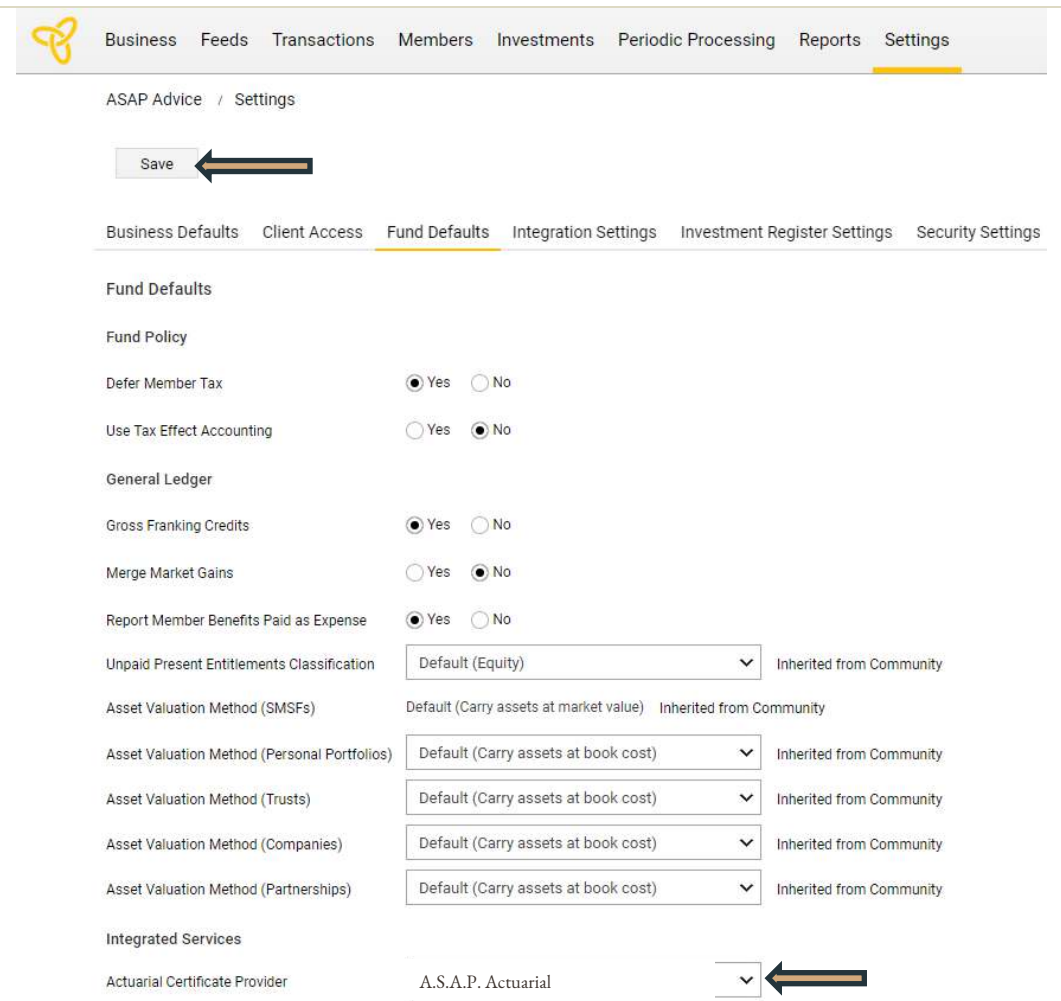 Business Feeds Transactions Members Investments Periodic Processing Reports Settings
ASAP Advice / Settings
Save
Business Defaults Client Access Fund Defaults Integration Settings Investment Register Settings Security Settings
Fund Defaults
Fund Policy
Defer Member Tax Yes No
Use Tax Effect Accounting Yes No
General Ledger
Gross Franking Credits Yes No
Merge Market Gains Yes No
Report Member Benefits Paid as Expense Yes No
Unpaid Present Entitlements Classification Default (Equity) Inherited from Community
Asset Valuation Method (SMSFs) Default (Carry assets at market value) Inherited from Community
Asset Valuation Method (Personal Portfolios) Default (Carry assets at book cost) Inherited from Community
Asset Valuation Method (Trusts) Default (Carry assets at book cost) Inherited from Community
Asset Valuation Method (Companies) Default (Carry assets at book cost) Inherited from Community
Asset Valuation Method (Partnerships) Default (Carry assets at book cost) Inherited from Community
Integrated Services
Actuarial Certificate Provider A.S.A.P. Actuarial